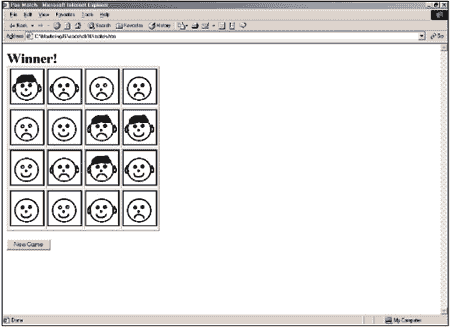 Pair Match - Microsoft Internet Explorer
File Edit View Favorites Tools Help
Back Search Favorites History
Address Go
Winner!
New Game
Done My Computer